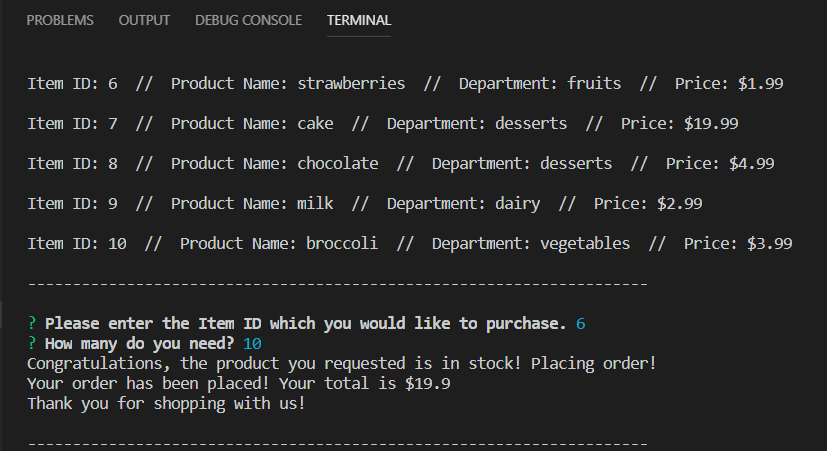 PROBLEMS OUTPUT DEBUG CONSOLE TERMINAL
Item ID: 6 // Product Name: strawberries // Department: fruits // Price: $1.99
Item ID: 7 // Product Name: cake // Department: desserts // Price: $19.99
Item ID: 8 // Product Name: chocolate // Department: desserts // Price: $4.99
Item ID: 9 // Product Name: milk // Department: dairy // Price: $2.99
Item ID: 10 // Product Name: broccoli // Department: vegetables // Price: $3.99
---------------------------------------------------------------------
? Please enter the Item ID which you would like to purchase. 6
? How many do you need? 10
Congratulations, the product you requested is in stock! Placing order!
Your order has been placed! Your total is $19.9
Thank you for shopping with us!
---------------------------------------------------------------------